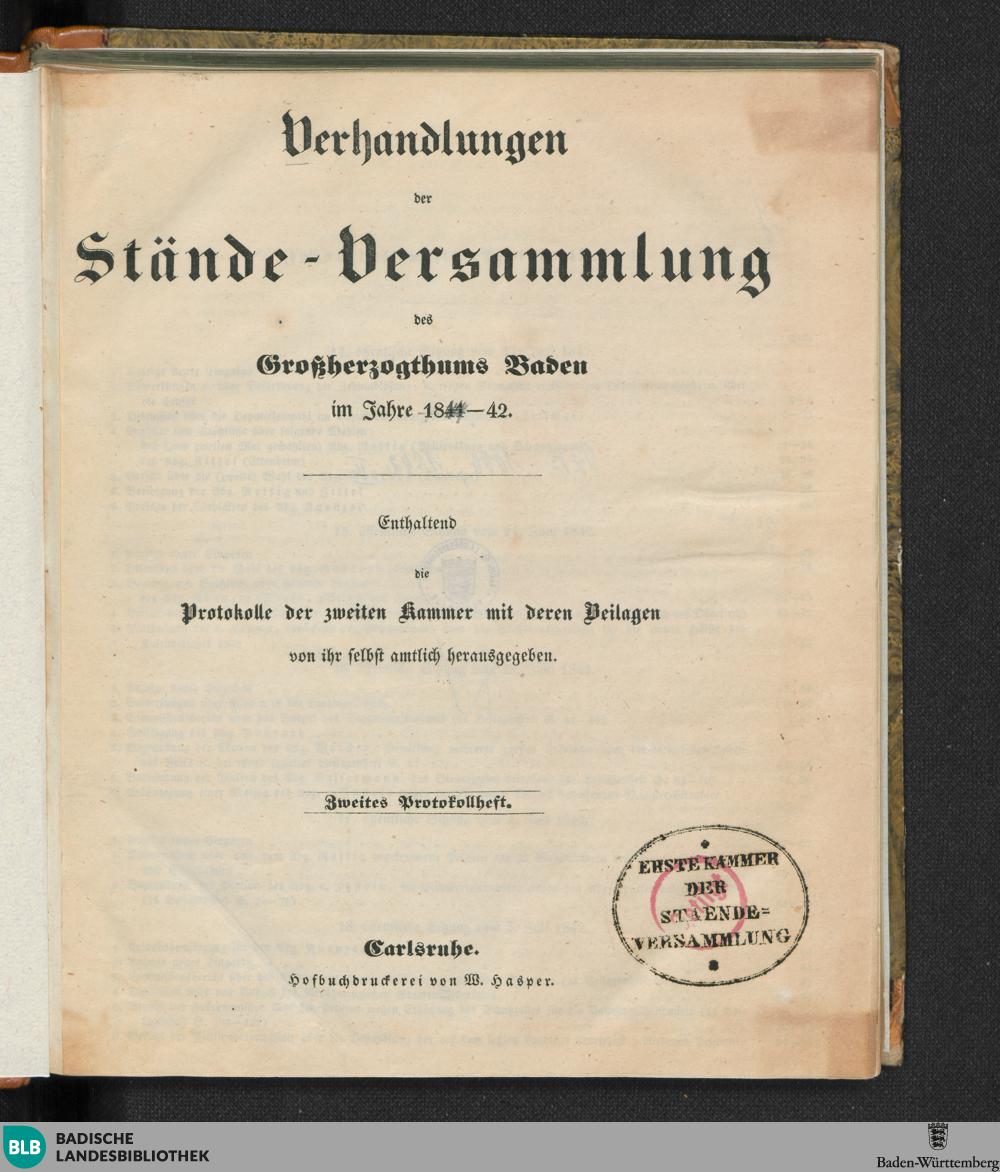 Verhandlungen
der
Stände-Versammlung
des
Großherzogthums Baden
im Jahre 1841—42.
Enthaltend
die
Protokolle der zweiten Kammer mit deren Beilagen
von ihr selbst amtlich herausgegeben.
Zweites Protokollheft.
ERSTE KAMMER
DER
STAENDE=
VERSAMMLUNG
Carlsruhe.
Hofbuchdruckerei von W. Hasper.
BLB
BADISCHE
LANDESBIBLIOTHEK
Baden-Württemberg